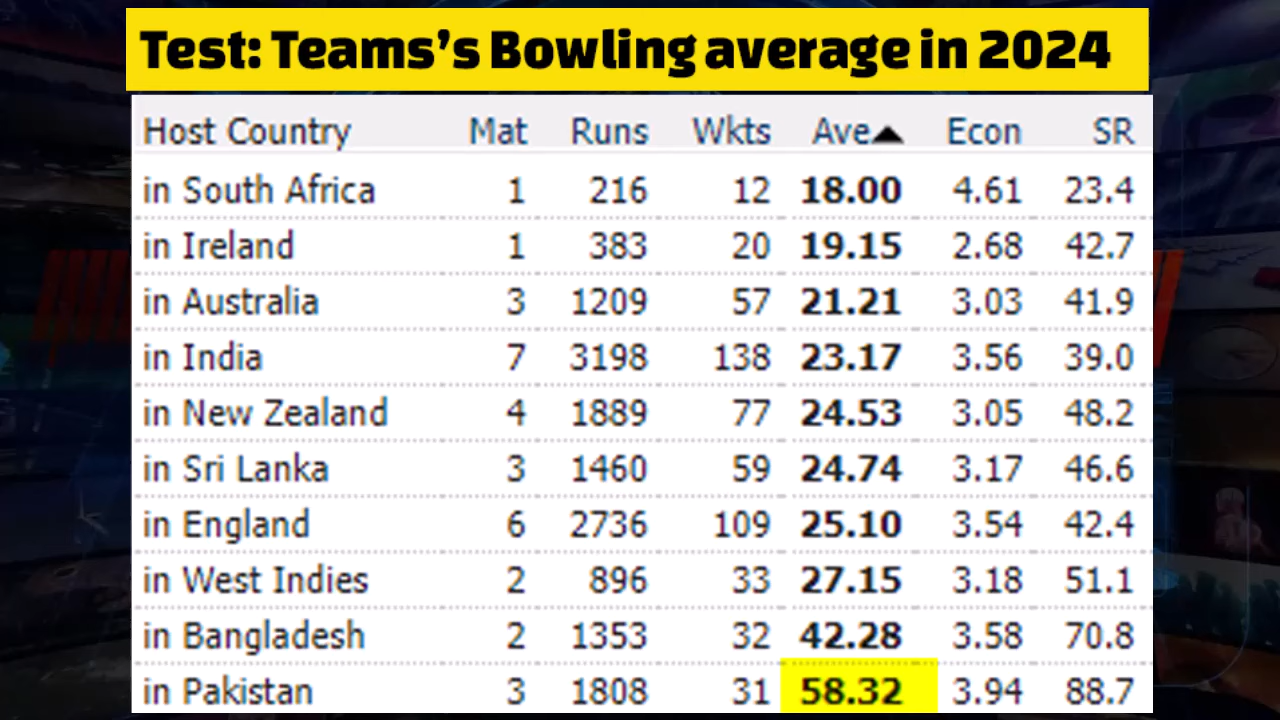 Test: Teams's Bowling average in 2024
Host Country Mat Runs Wkts Ave▲ Econ SR
in South Africa 1 216 12 18.00 4.61 23.4
in Ireland 1 383 20 19.15 2.68 42.7
in Australia 3 1209 57 21.21 3.03 41.9
in India 7 3198 138 23.17 3.56 39.0
in New Zealand 4 1889 77 24.53 3.05 48.2
in Sri Lanka 3 1460 59 24.74 3.17 46.6
in England 6 2736 109 25.10 3.54 42.4
in West Indies 2 896 33 27.15 3.18 51.1
in Bangladesh 2 1353 32 42.28 3.58 70.8
in Pakistan 3 1808 31 58.32 3.94 88.7